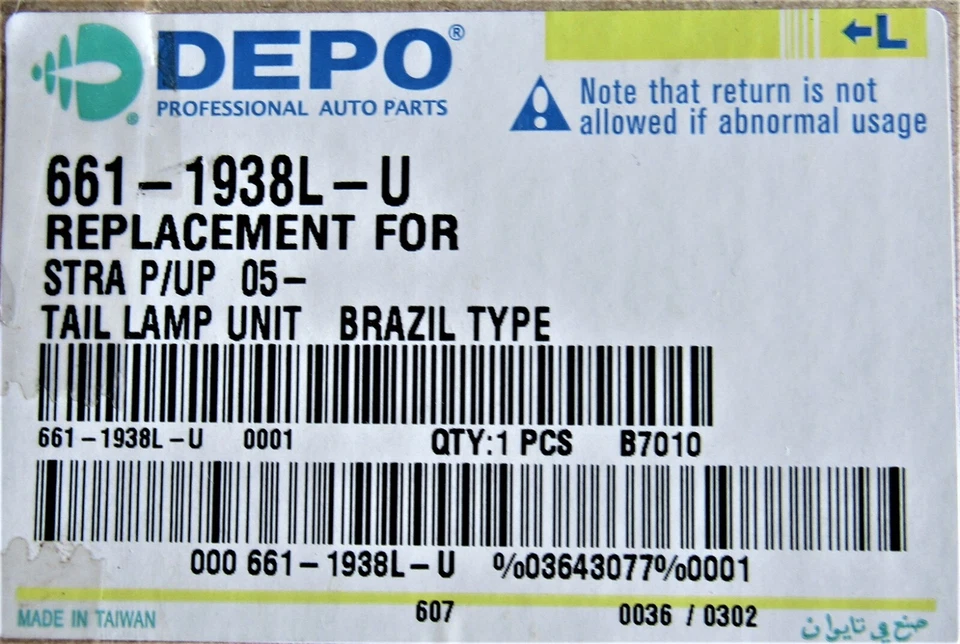 DEPO®
PROFESSIONAL AUTO PARTS
®
←L
Note that return is not
allowed if abnormal usage
661-1938L-U
REPLACEMENT FOR
STRA P/UP 05-
TAIL LAMP UNIT BRAZIL TYPE
661-1938L-U 0001 QTY:1 PCS B7010
000 661-1938L-U %03643077%0001
MADE IN TAIWAN 607 0036 / 0302 صنع في تايوان